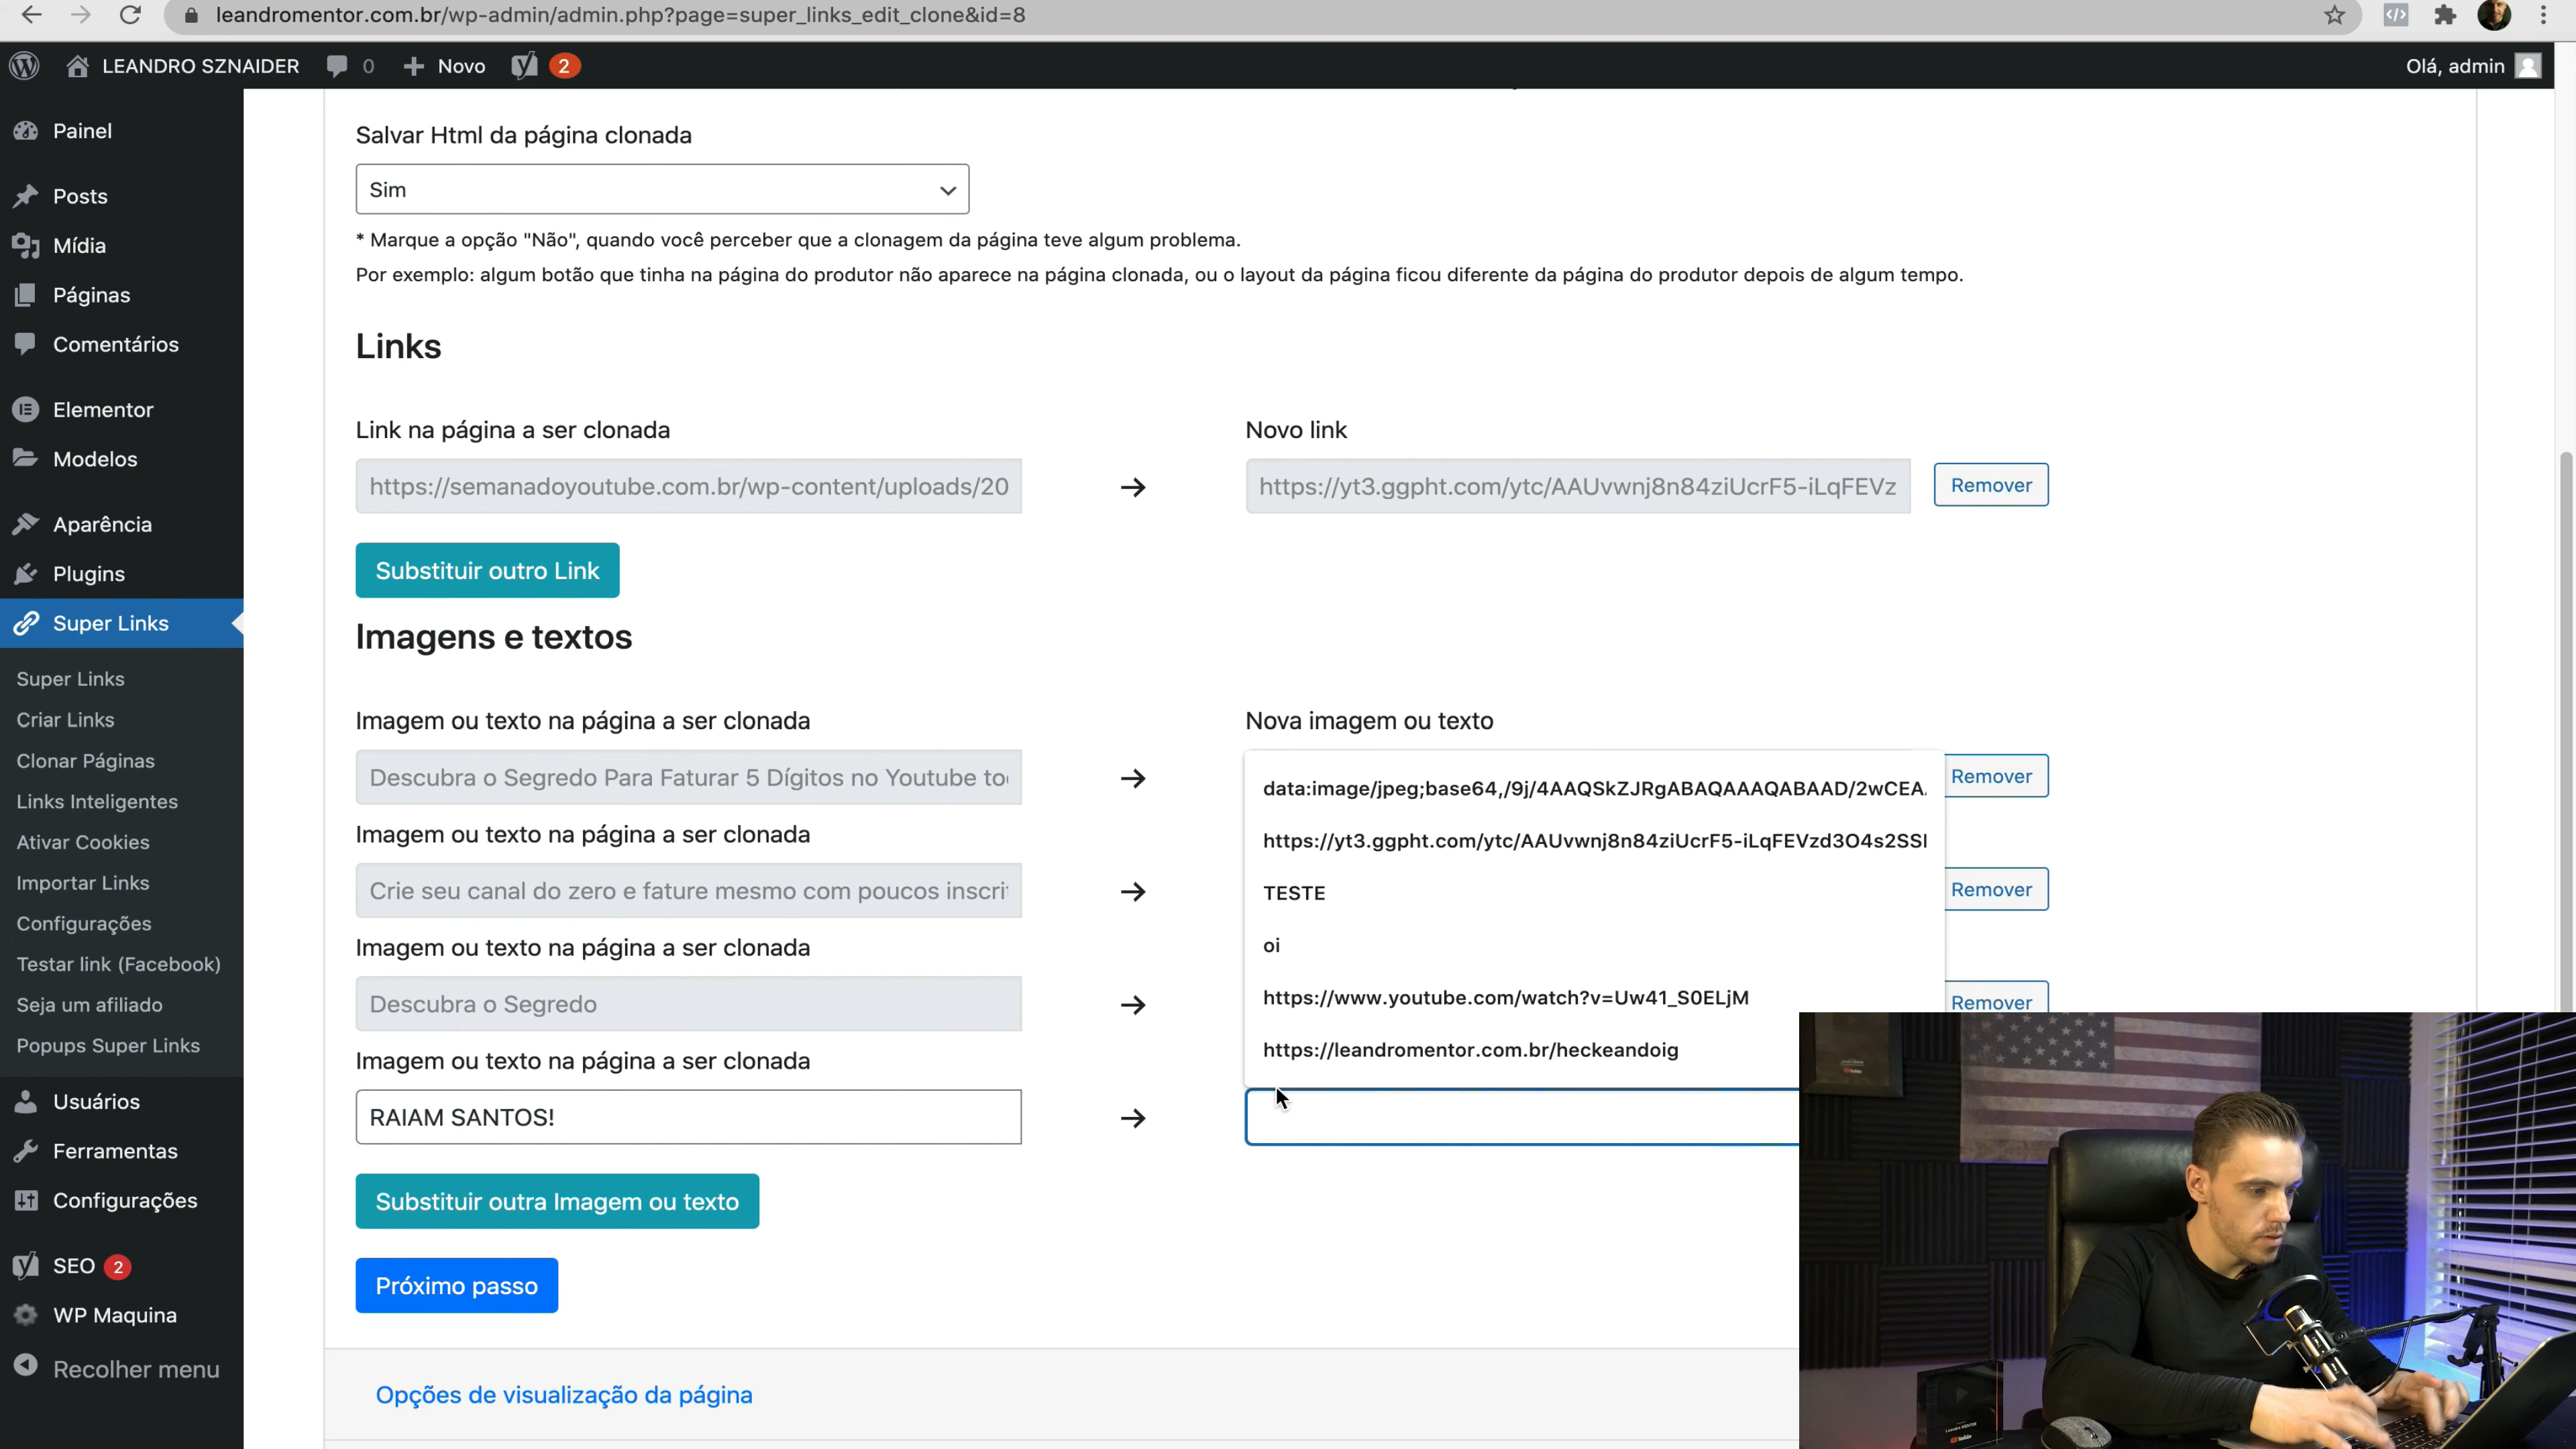 leandromentor.com.br/wp-admin/admin.php?page=super_links_edit_clone&id=8
LEANDRO SZNAIDER 0 Novo 2 Olá, admin
Painel
Posts
Mídia
Páginas
Comentários
Elementor
Modelos
Aparência
Plugins
Super Links
Super Links
Criar Links
Clonar Páginas
Links Inteligentes
Ativar Cookies
Importar Links
Configurações
Testar link (Facebook)
Seja um afiliado
Popups Super Links
Usuários
Ferramentas
Configurações
SEO 2
WP Maquina
Recolher menu
Salvar Html da página clonada
Sim
* Marque a opção "Não", quando você perceber que a clonagem da página teve algum problema.
Por exemplo: algum botão que tinha na página do produtor não aparece na página clonada, ou o layout da página ficou diferente da página do produtor depois de algum tempo.
Links
Link na página a ser clonada Novo link
https://semanadoyoutube.com.br/wp-content/uploads/20 → https://yt3.ggpht.com/ytc/AAUvwnj8n84ziUcrF5-iLqFEVz Remover
Substituir outro Link
Imagens e textos
Imagem ou texto na página a ser clonada Nova imagem ou texto
Descubra o Segredo Para Faturar 5 Dígitos no Youtube to → Remover
Imagem ou texto na página a ser clonada
Crie seu canal do zero e fature mesmo com poucos inscri → Remover
Imagem ou texto na página a ser clonada
Descubra o Segredo → Remover
Imagem ou texto na página a ser clonada
RAIAM SANTOS! →
data:image/jpeg;base64,/9j/4AAQSkZJRgABAQAAAQABAAD/2wCEA
https://yt3.ggpht.com/ytc/AAUvwnj8n84ziUcrF5-iLqFEVzd3O4s2SS
TESTE
oi
https://www.youtube.com/watch?v=Uw41_S0ELjM
https://leandromentor.com.br/heckeandoig
Substituir outra Imagem ou texto
Próximo passo
Opções de visualização da página